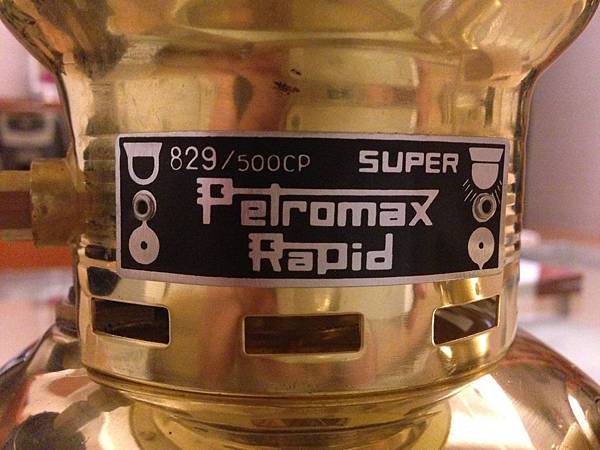 829/500CP SUPER
Petromax
Rapid